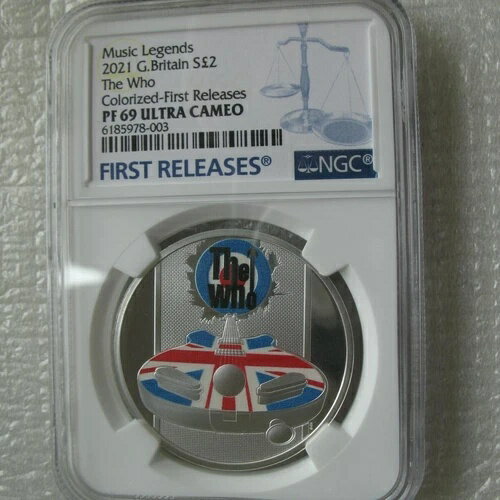 Music Legends
2021 G.Britain S£2
The Who
Colorized-First Releases
PF 69 ULTRA CAMEO
6185978-003
FIRST RELEASES®
NGC®
The
Who